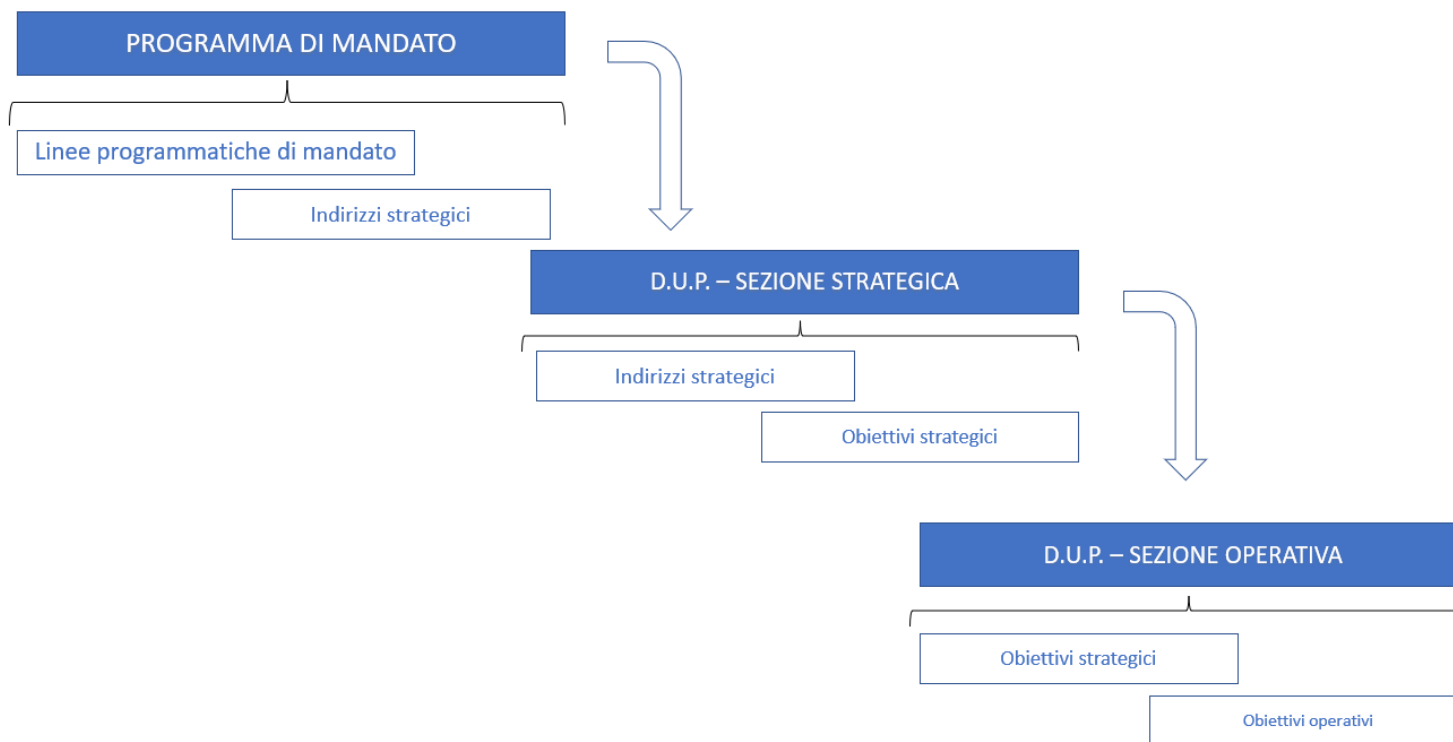 PROGRAMMA DI MANDATO
Linee programmatiche di mandato
Indirizzi strategici
D.U.P. – SEZIONE STRATEGICA
Indirizzi strategici
Obiettivi strategici
D.U.P. – SEZIONE OPERATIVA
Obiettivi strategici
Obiettivi operativi